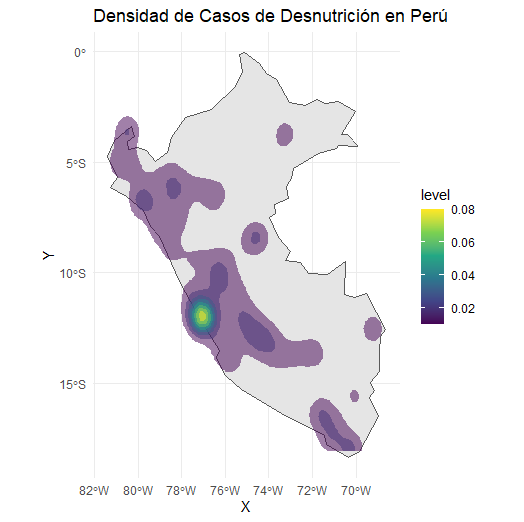 Densidad de Casos de Desnutrición en Perú
0°
5°S
10°S
15°S
Y
82°W 80°W 78°W 76°W 74°W 72°W 70°W
X
level
0.08
0.06
0.04
0.02